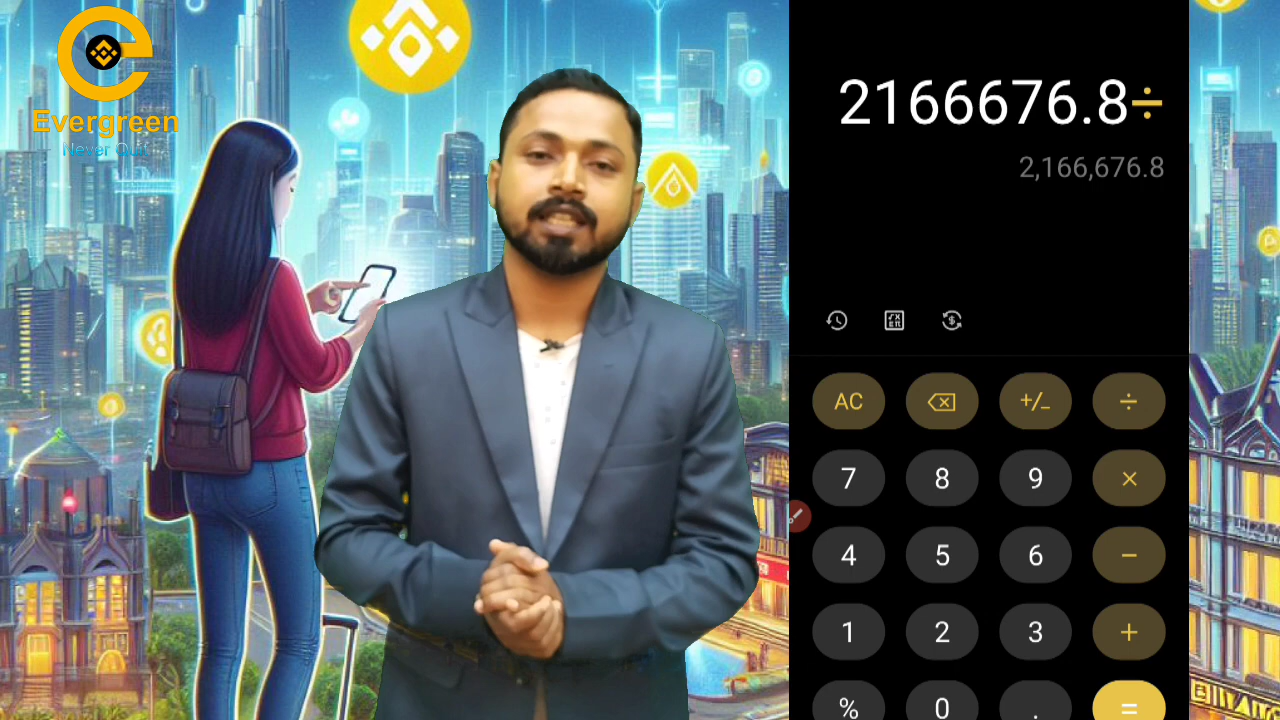 Evergreen
Never Quit
2166676.8÷
2,166,676.8
AC +/− ÷
7 8 9 ×
4 5 6 −
1 2 3 +
% 0 . =